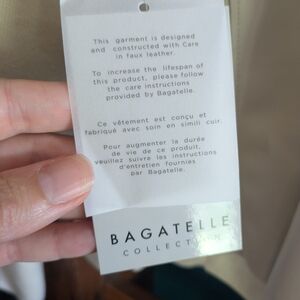 This garment is designed
and constructed with Care
in faux leather.
To increase the lifespan of
this product, please follow
the care instructions
provided by Bagatelle.
Ce vêtement est conçu et
fabriqué avec soin en simili cuir.
Pour augmenter la durée
de vie de ce produit,
veuillez suivre les instructions
d'entretien fournies
par Bagatelle.
BAGATELLE
COLLECTION